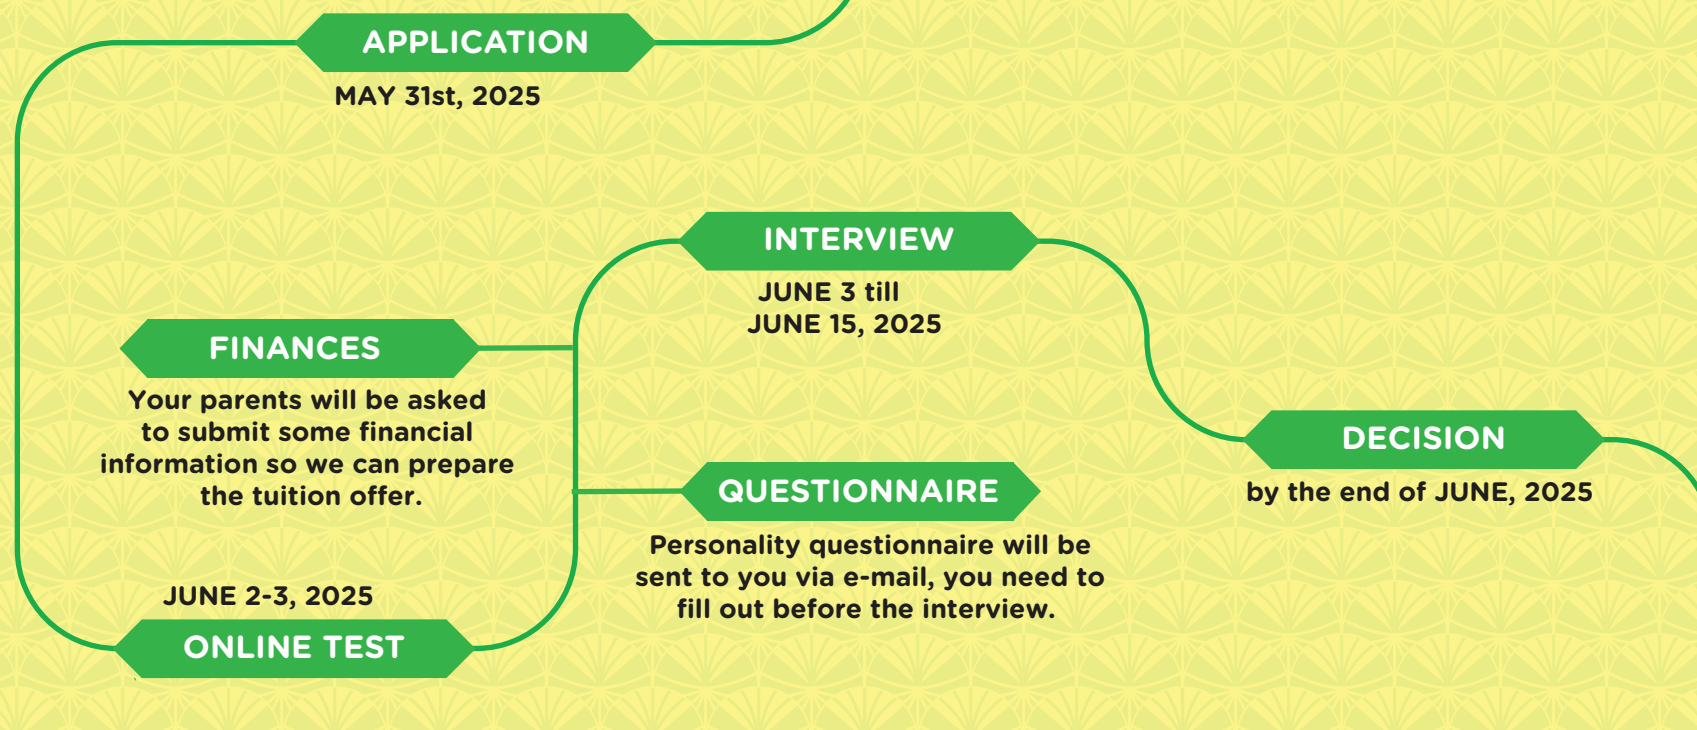 APPLICATION
MAY 31st, 2025
INTERVIEW
JUNE 3 till
JUNE 15, 2025
FINANCES
Your parents will be asked
to submit some financial
information so we can prepare
the tuition offer.
QUESTIONNAIRE
Personality questionnaire will be
sent to you via e-mail, you need to
fill out before the interview.
DECISION
by the end of JUNE, 2025
JUNE 2-3, 2025
ONLINE TEST